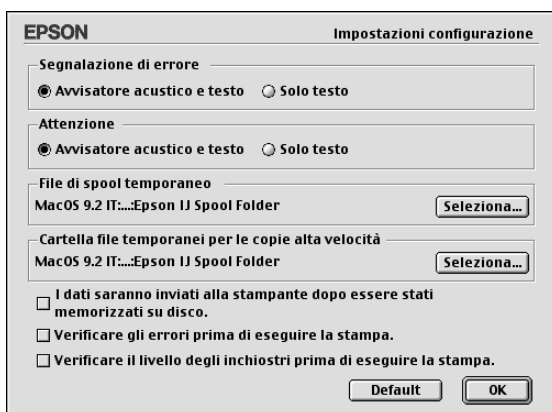 EPSON
Impostazioni configurazione
Segnalazione di errore
Avvisatore acustico e testo
Solo testo
Attenzione
Avvisatore acustico e testo
Solo testo
File di spool temporaneo
MacOS 9.2 IT:...:Epson IJ Spool Folder
Seleziona...
Cartella file temporanei per le copie alta velocità
MacOS 9.2 IT:...:Epson IJ Spool Folder
Seleziona...
I dati saranno inviati alla stampante dopo essere stati
memorizzati su disco.
Verificare gli errori prima di eseguire la stampa.
Verificare il livello degli inchiostri prima di eseguire la stampa.
Default
OK